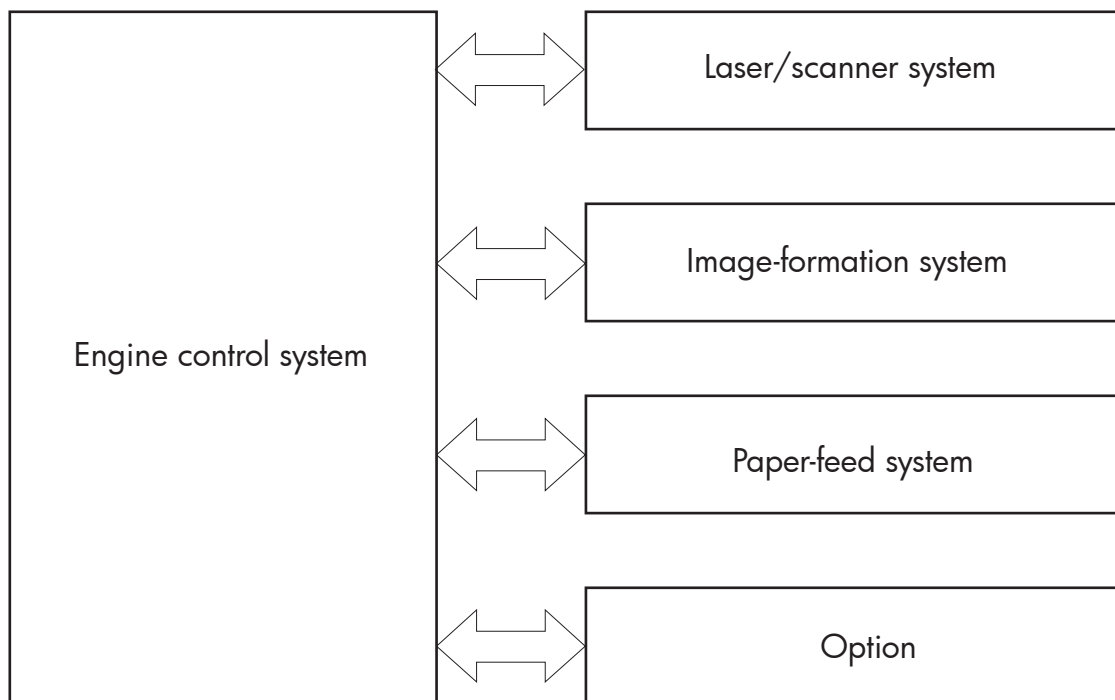 Laser/scanner system
Image-formation system
Engine control system
Paper-feed system
Option